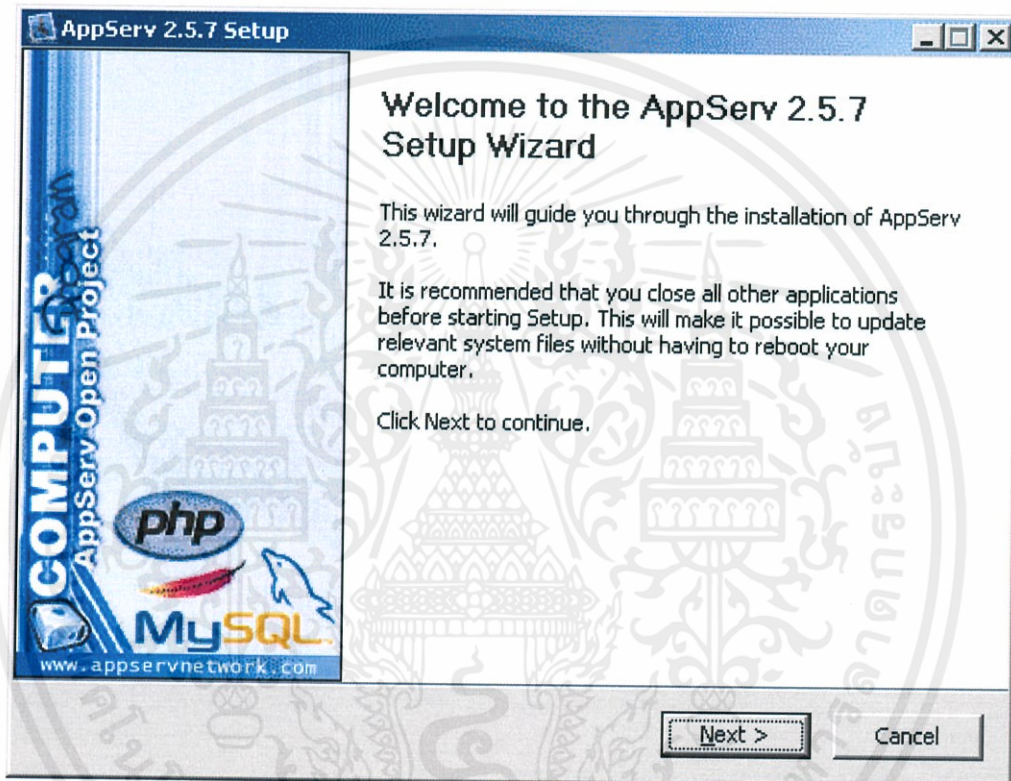 AppServ 2.5.7 Setup
Welcome to the AppServ 2.5.7
Setup Wizard
This wizard will guide you through the installation of AppServ
2.5.7.
It is recommended that you close all other applications
before starting Setup. This will make it possible to update
relevant system files without having to reboot your
computer.
Click Next to continue.
COMPUTER
AppServ Open Project
php
MySQL
www.appservnetwork.com
Next >
Cancel